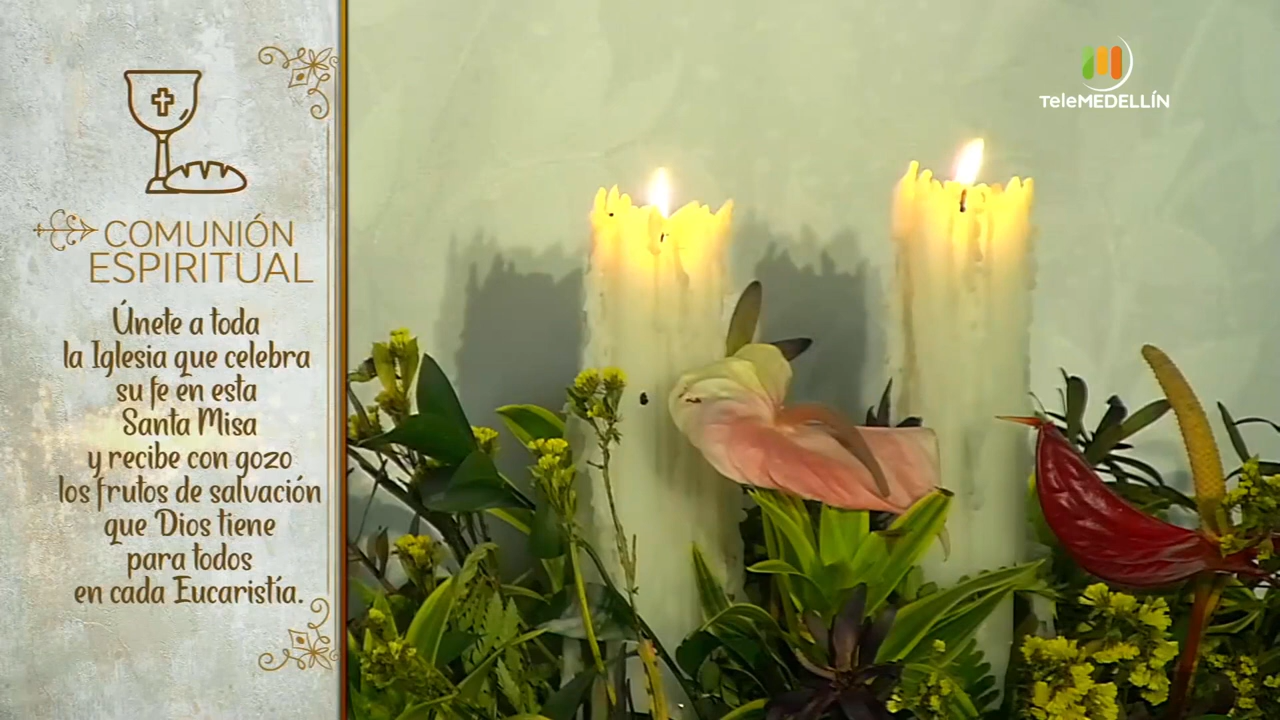 COMUNIÓN
ESPIRITUAL
Únete a toda
la Iglesia que celebra
su fe en esta
Santa Misa
y recibe con gozo
los frutos de salvación
que Dios tiene
para todos
en cada Eucaristía.
TeleMEDELLÍN